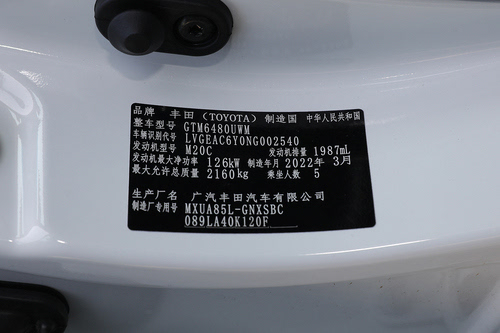 品牌 丰田(TOYOTA) 制造国 中华人民共和国
整车型号 GTM6480UWM
车辆识别代号 LVGEAC6Y0NG002540
发动机型号 M20C 发动机排量 1987mL
发动机最大净功率 126kW 制造年月 2022年3月
最大允许总质量 2160kg 乘坐人数 5
生产厂名 广汽丰田汽车有限公司
制造厂专用号 MXUA85L-GNXSBC
089LA40K120F